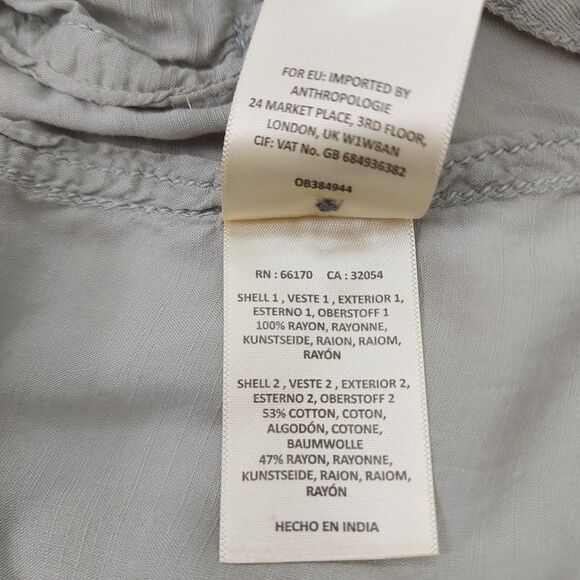 FOR EU: IMPORTED BY
ANTHROPOLOGIE
24 MARKET PLACE, 3RD FLOOR,
LONDON, UK W1W8AN
CIF: VAT No. GB 684936382
OB384944
RN : 66170 CA : 32054
SHELL 1 , VESTE 1 , EXTERIOR 1,
ESTERNO 1, OBERSTOFF 1
100% RAYON, RAYONNE,
KUNSTSEIDE, RAION, RAIOM,
RAYÓN
SHELL 2 , VESTE 2 , EXTERIOR 2,
ESTERNO 2, OBERSTOFF 2
53% COTTON, COTON,
ALGODÓN, COTONE,
BAUMWOLLE
47% RAYON, RAYONNE,
KUNSTSEIDE, RAION, RAIOM,
RAYÓN
HECHO EN INDIA